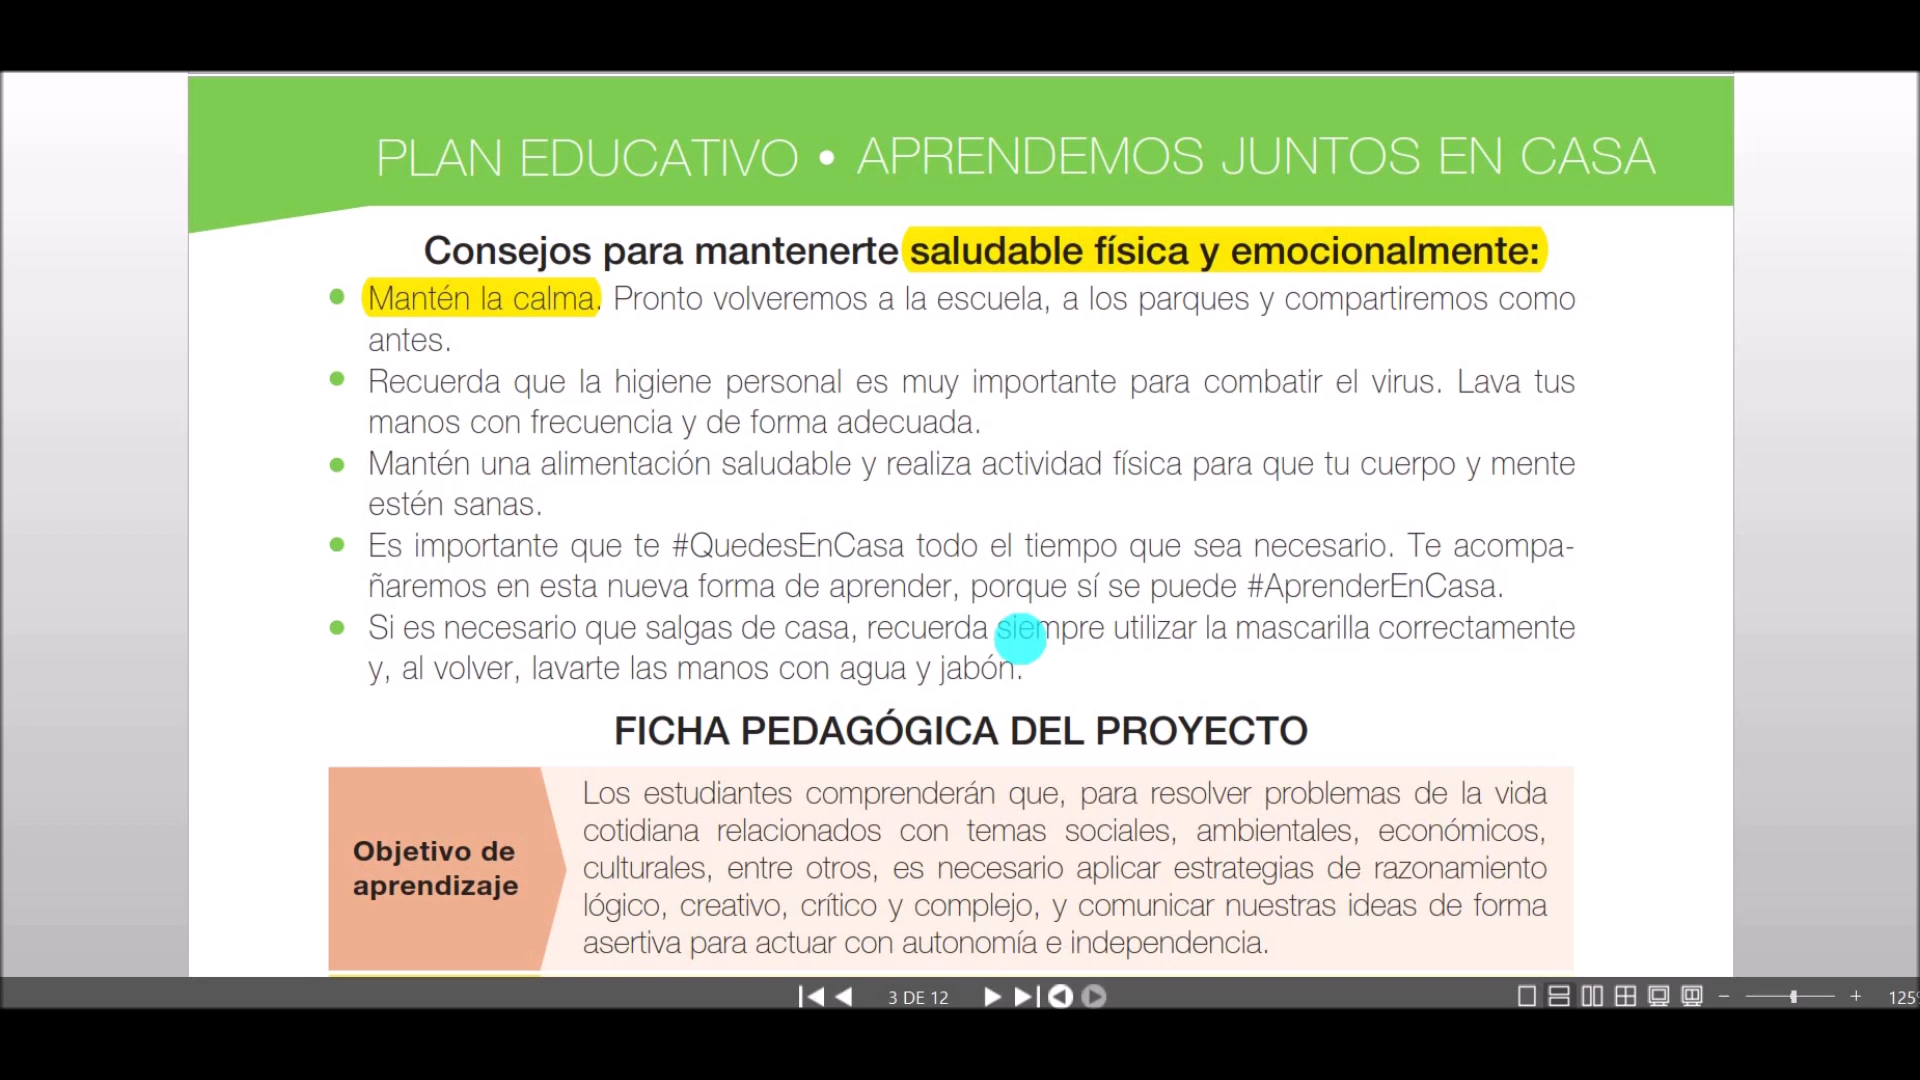 PLAN EDUCATIVO • APRENDEMOS JUNTOS EN CASA
Consejos para mantenerte saludable física y emocionalmente:
• Mantén la calma. Pronto volveremos a la escuela, a los parques y compartiremos como
antes.
• Recuerda que la higiene personal es muy importante para combatir el virus. Lava tus
manos con frecuencia y de forma adecuada.
• Mantén una alimentación saludable y realiza actividad física para que tu cuerpo y mente
estén sanas.
• Es importante que te #QuedesEnCasa todo el tiempo que sea necesario. Te acompa-
ñaremos en esta nueva forma de aprender, porque sí se puede #AprenderEnCasa.
• Si es necesario que salgas de casa, recuerda siempre utilizar la mascarilla correctamente
y, al volver, lavarte las manos con agua y jabón.
FICHA PEDAGÓGICA DEL PROYECTO
Objetivo de
aprendizaje
Los estudiantes comprenderán que, para resolver problemas de la vida
cotidiana relacionados con temas sociales, ambientales, económicos,
culturales, entre otros, es necesario aplicar estrategias de razonamiento
lógico, creativo, crítico y complejo, y comunicar nuestras ideas de forma
asertiva para actuar con autonomía e independencia.
3 DE 12
125